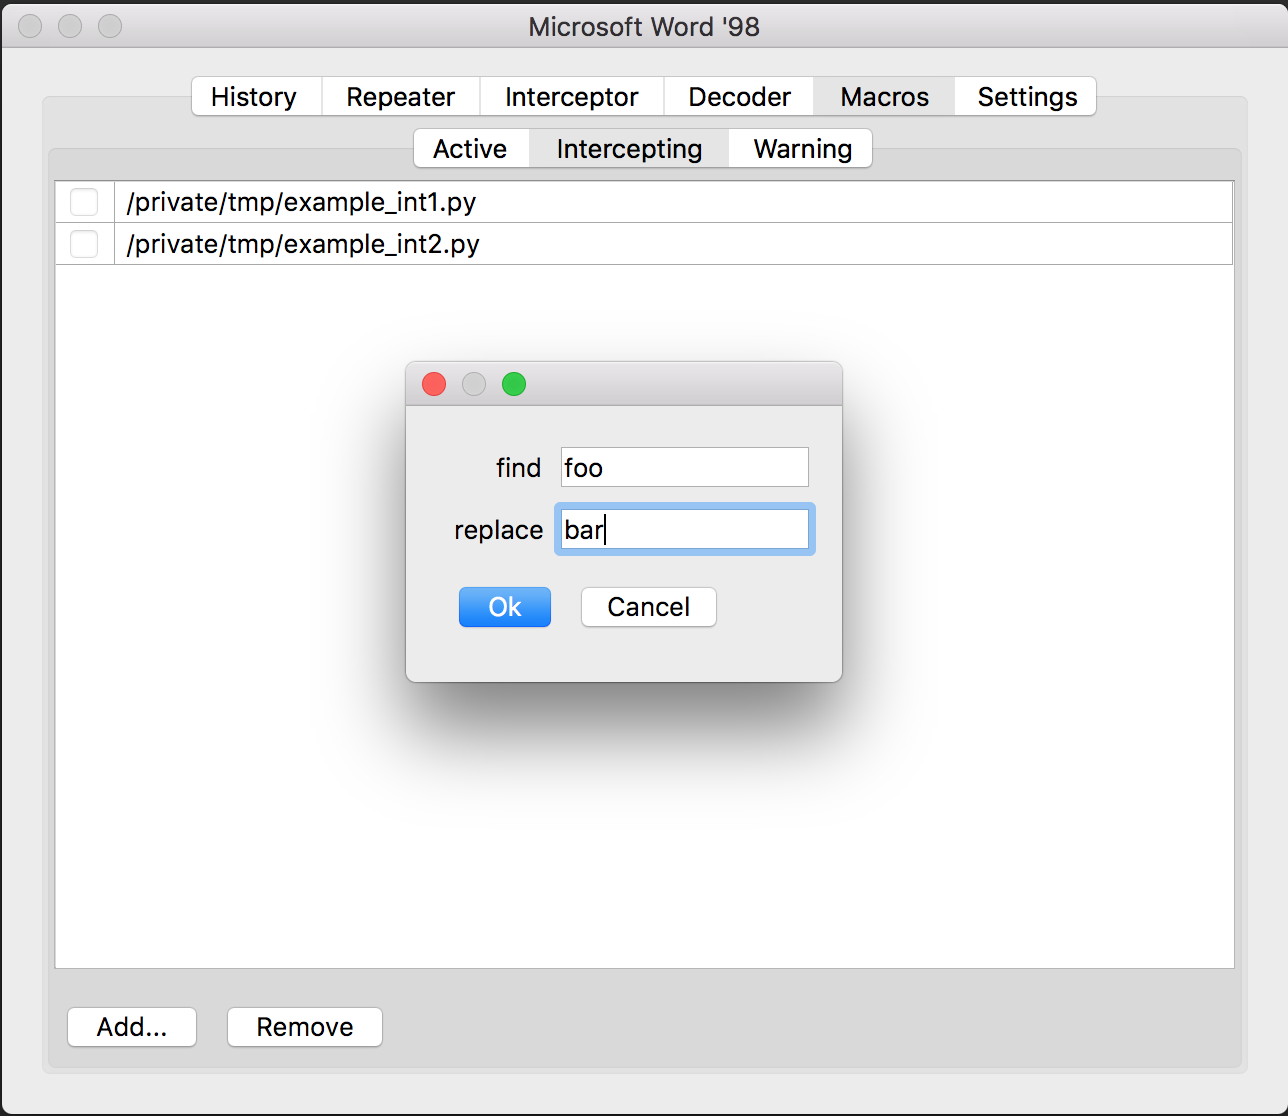 Microsoft Word '98
History Repeater Interceptor Decoder Macros Settings
Active Intercepting Warning
/private/tmp/example_int1.py
/private/tmp/example_int2.py
find foo
replace bar
Ok Cancel
Add... Remove